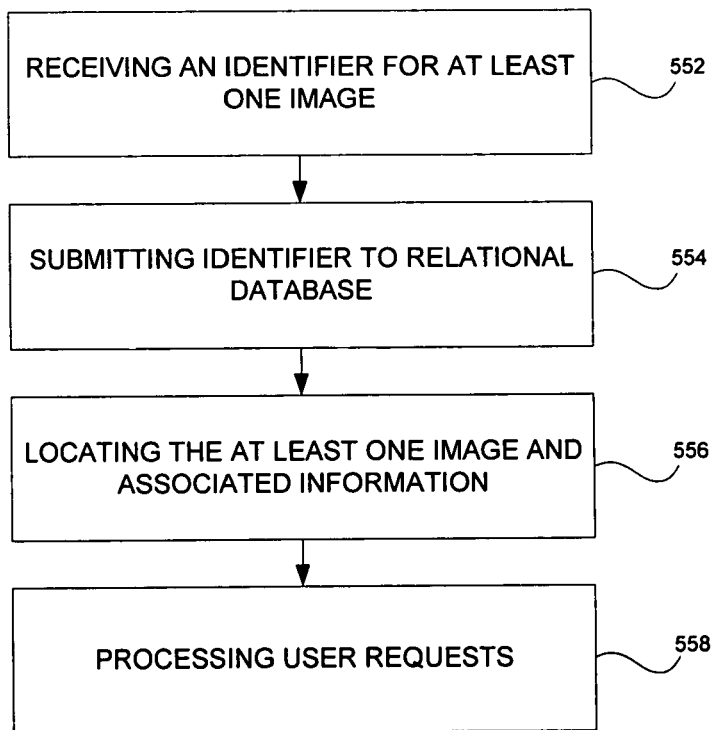 RECEIVING AN IDENTIFIER FOR AT LEAST
ONE IMAGE
552
SUBMITTING IDENTIFIER TO RELATIONAL
DATABASE
554
LOCATING THE AT LEAST ONE IMAGE AND
ASSOCIATED INFORMATION
556
PROCESSING USER REQUESTS
558